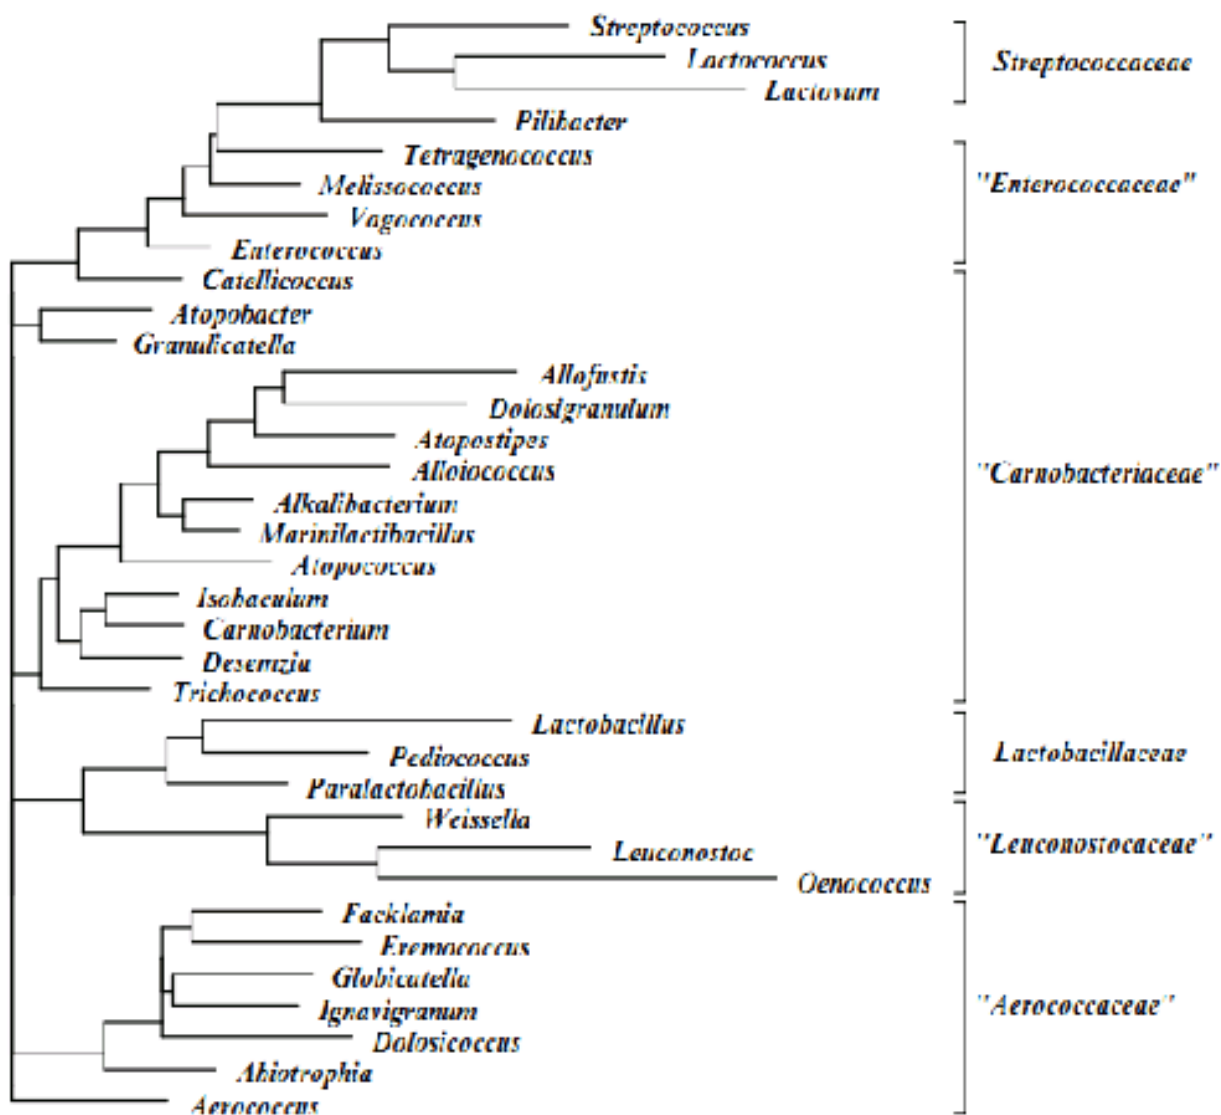 Streptococcus
Lactococcus
Streptococcaceae
Lactovum
Pilibacter
Tetragenococcus
Melissococcus
"Enterococcaceae"
Vagococcus
Enterococcus
Catellicoccus
Atopobacter
Granulicatella
Allofustis
Dolosigranulum
Atopostipes
Alloiococcus
"Carnobacteriaceae"
Alkalibacterium
Marinilactibacillus
Atopococcus
Isobaculum
Carnobacterium
Desemzia
Trichococcus
Lactobacillus
Pediococcus
Lactobacillaceae
Paralactobacillus
Weissella
"Leuconostocaceae"
Leuconostoc
Oenococcus
Facklamia
Eremococcus
Globicatella
Ignavigranum
"Aerococcaceae"
Dolosicoccus
Abiotrophia
Aerococcus